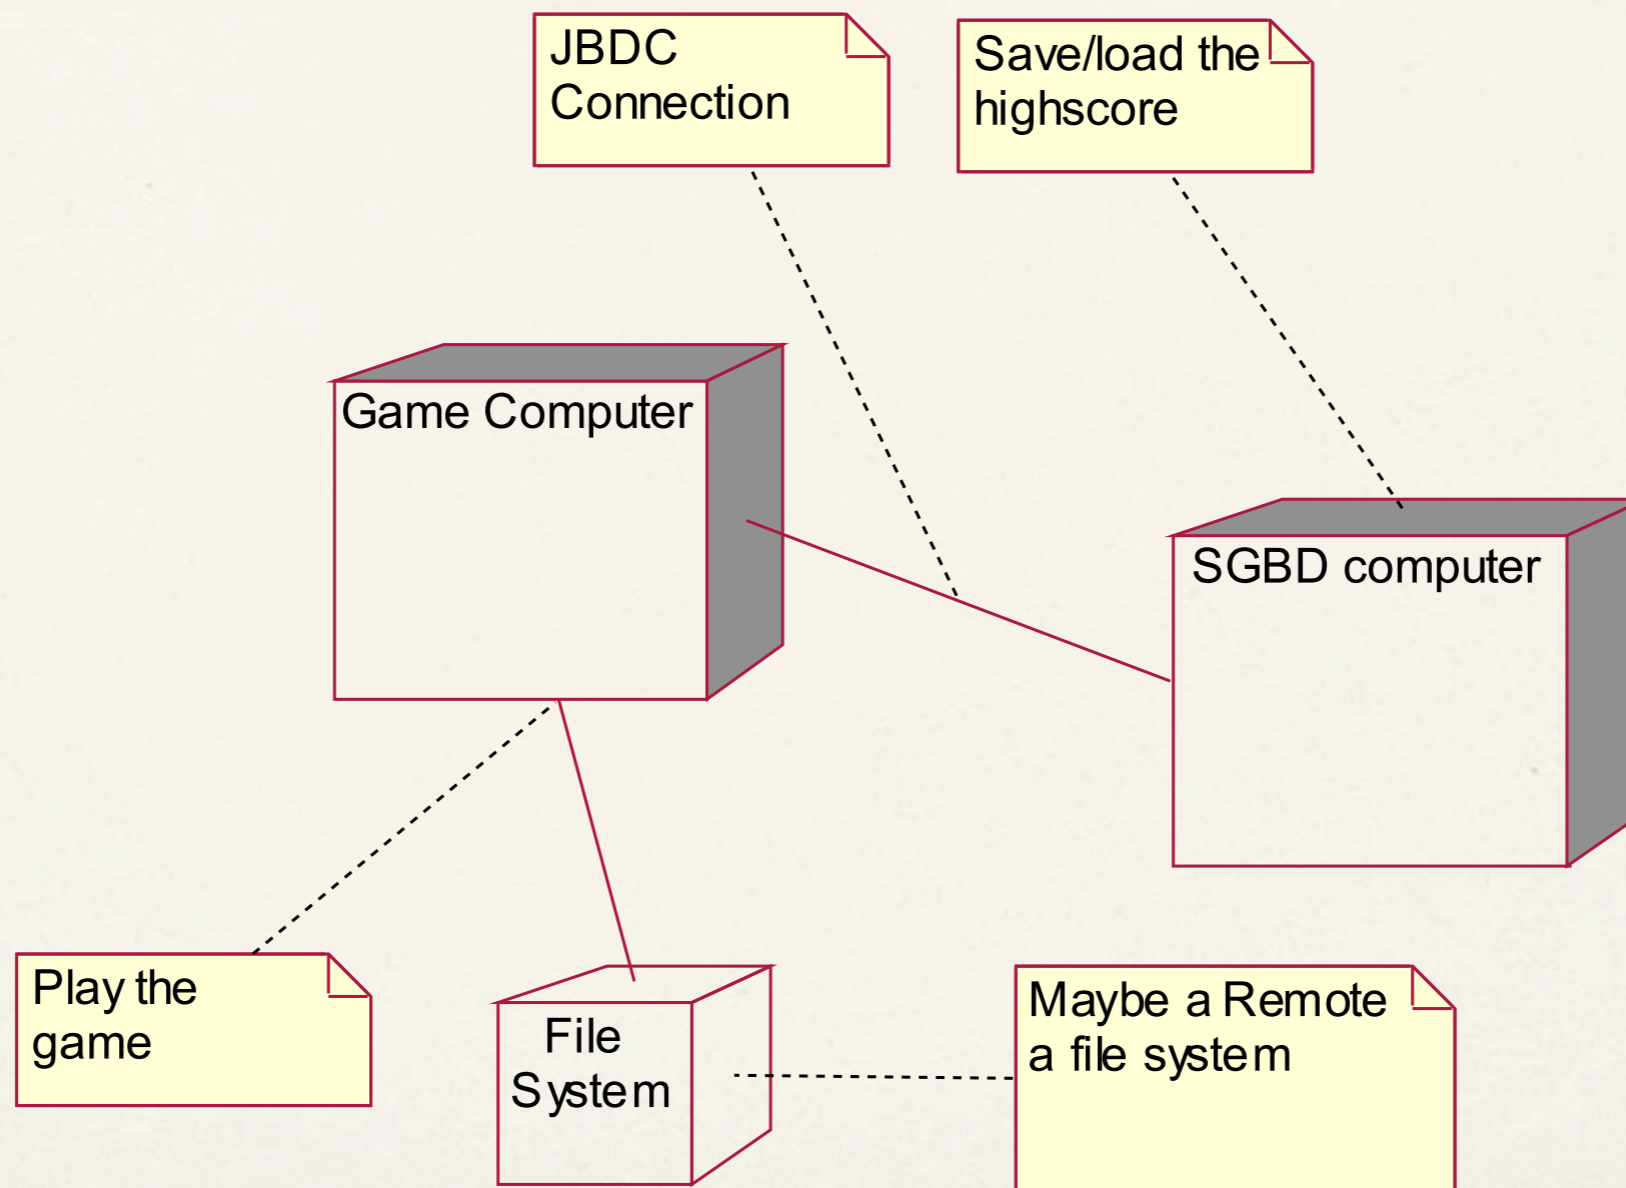 JBDC
Connection
Save/load the
highscore
Game Computer
SGBD computer
Play the
game
File
System
Maybe a Remote
a file system